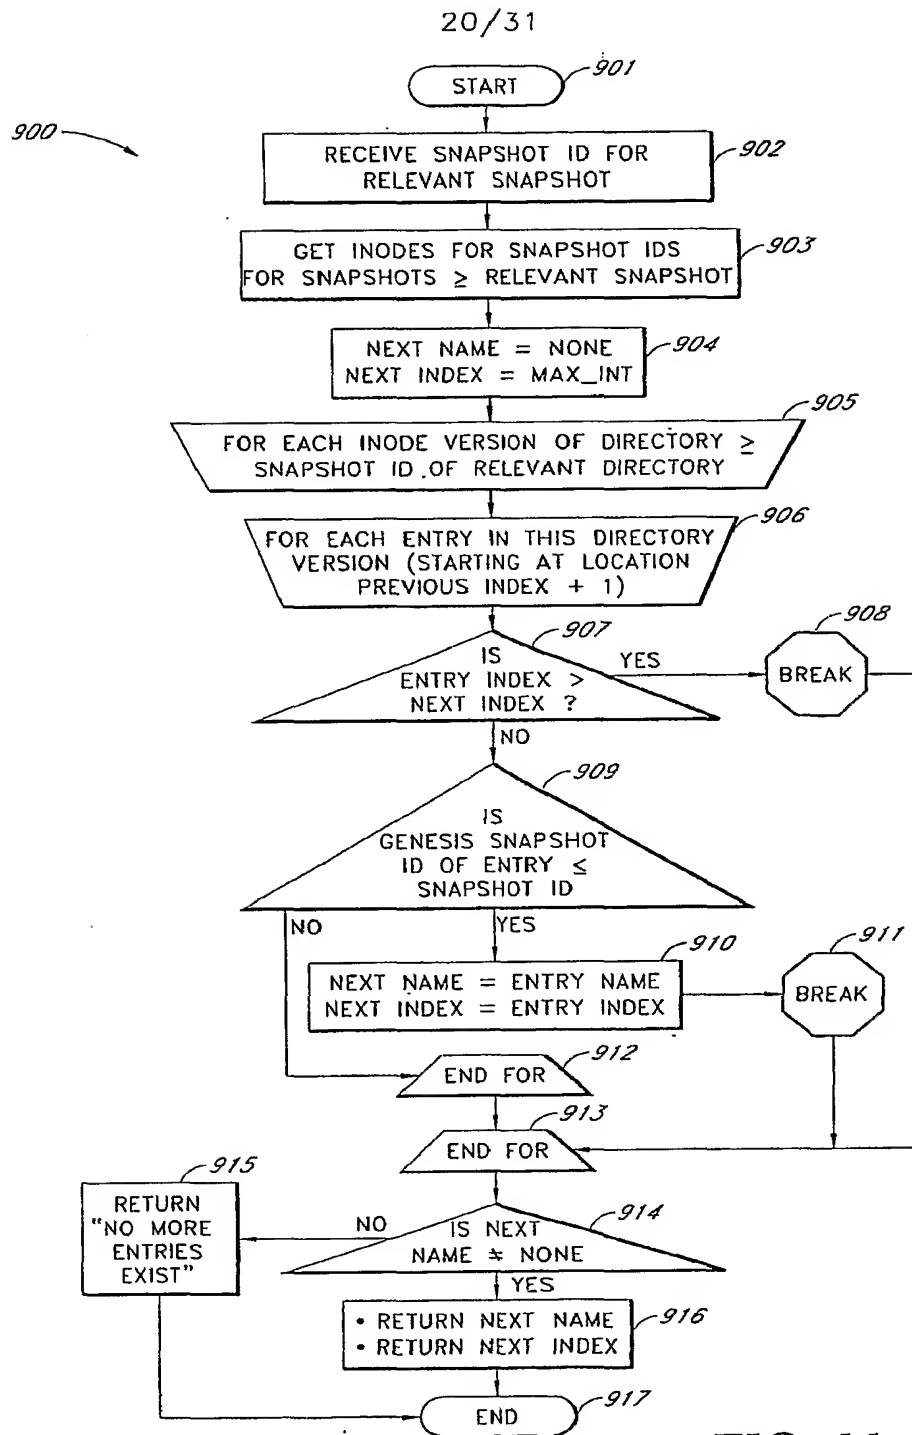 20/31
START
901
900
RECEIVE SNAPSHOT ID FOR
RELEVANT SNAPSHOT
902
GET INODES FOR SNAPSHOT IDS
FOR SNAPSHOTS ≥ RELEVANT SNAPSHOT
903
NEXT NAME = NONE
NEXT INDEX = MAX_INT
904
905
FOR EACH INODE VERSION OF DIRECTORY ≥
SNAPSHOT ID OF RELEVANT DIRECTORY
906
FOR EACH ENTRY IN THIS DIRECTORY
VERSION (STARTING AT LOCATION
PREVIOUS INDEX + 1)
907
IS
ENTRY INDEX >
NEXT INDEX ?
YES
908
BREAK
NO
909
IS
GENESIS SNAPSHOT
ID OF ENTRY ≤
SNAPSHOT ID
NO
YES
910
NEXT NAME = ENTRY NAME
NEXT INDEX = ENTRY INDEX
911
BREAK
912
END FOR
913
END FOR
914
IS NEXT
NAME ≠ NONE
NO
915
RETURN
"NO MORE
ENTRIES
EXIST"
YES
• RETURN NEXT NAME
• RETURN NEXT INDEX
916
END
917